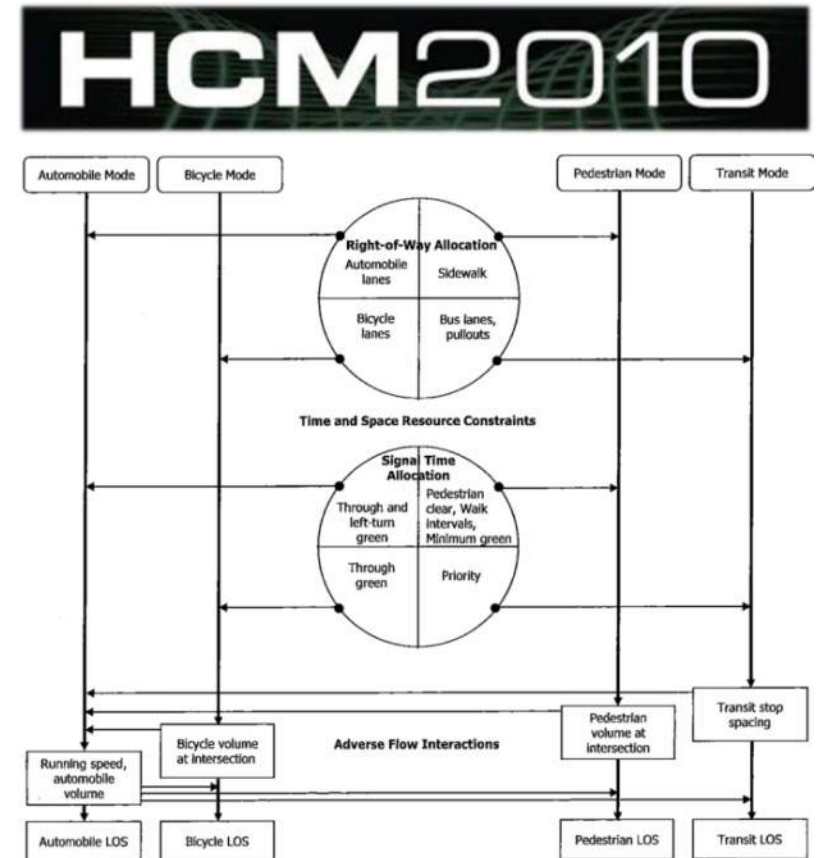 HCM2010
Automobile Mode
Bicycle Mode
Pedestrian Mode
Transit Mode
Right-of-Way Allocation
Automobile
lanes
Sidewalk
Bicycle
lanes
Bus lanes,
pullouts
Time and Space Resource Constraints
Signal Time
Allocation
Through and
left-turn
green
Pedestrian
clear, Walk
intervals,
Minimum green
Through
green
Priority
Transit stop
spacing
Pedestrian
volume at
intersection
Bicycle volume
at intersection
Adverse Flow Interactions
Running speed,
automobile
volume
Automobile LOS
Bicycle LOS
Pedestrian LOS
Transit LOS